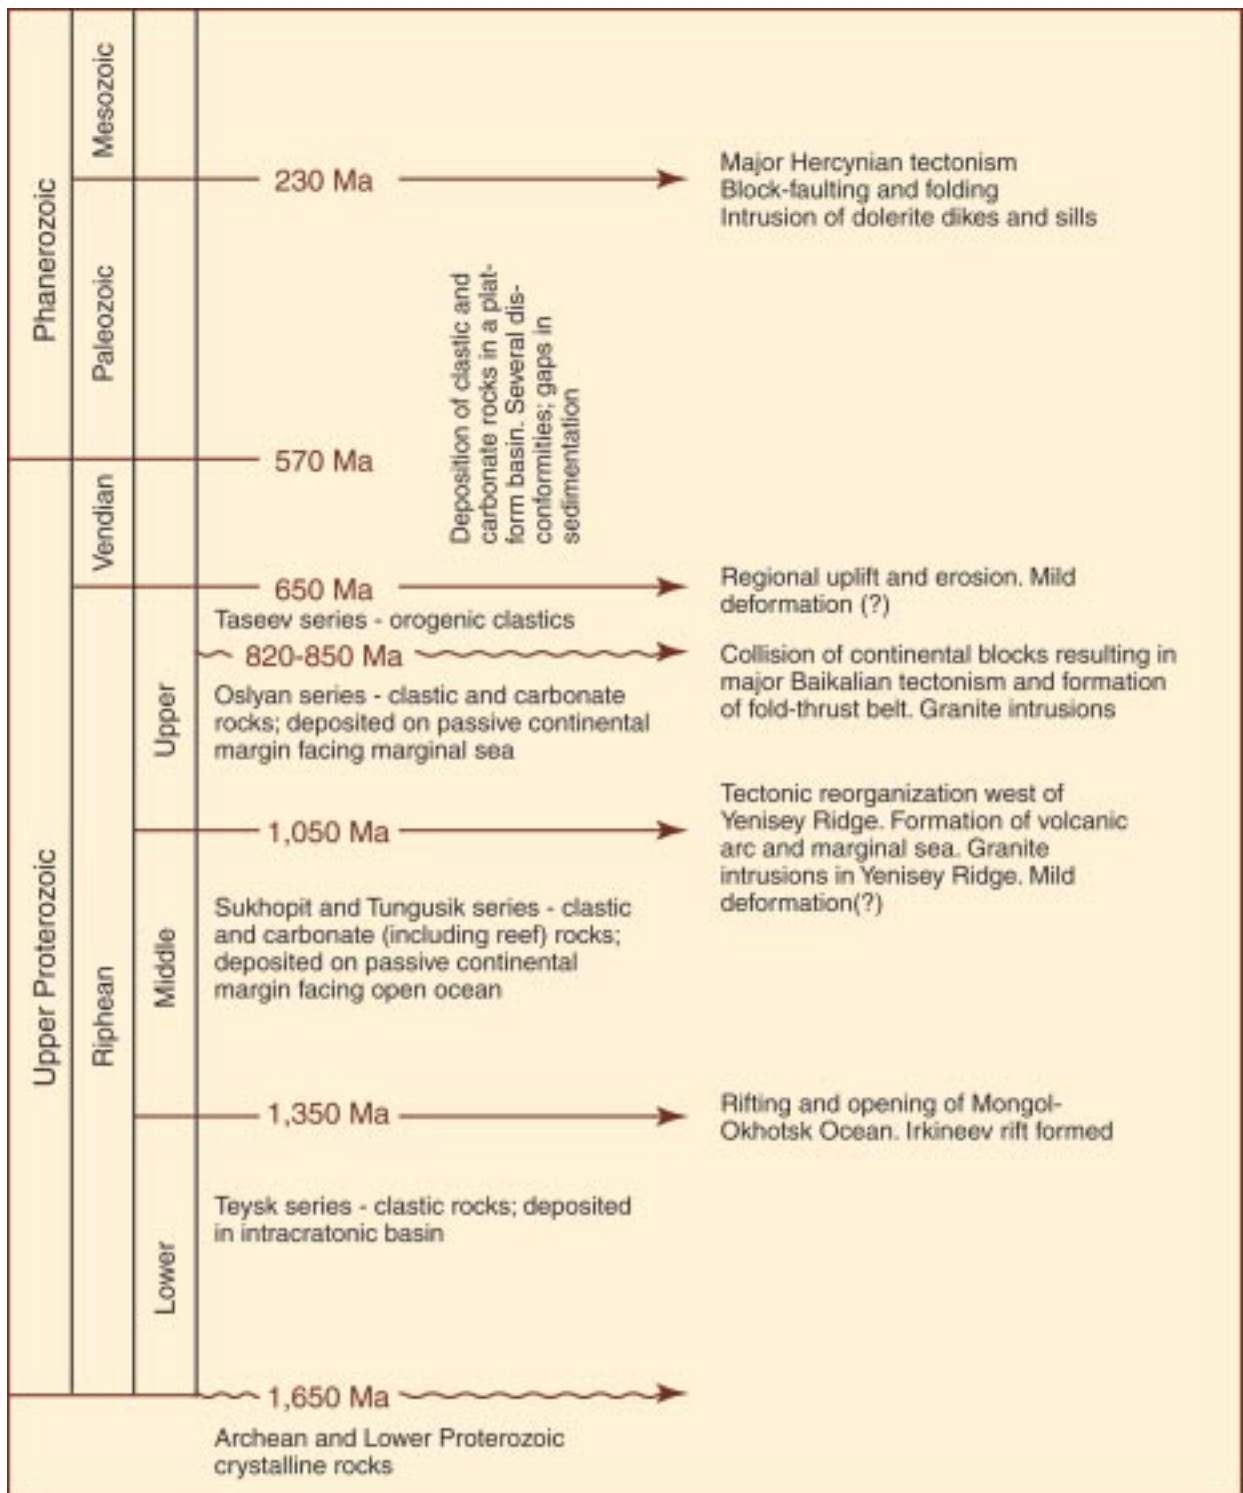 Mesozoic
Phanerozoic
230 Ma
Major Hercynian tectonism
Block-faulting and folding
Intrusion of dolerite dikes and sills
Paleozoic
Deposition of clastic and
carbonate rocks in a plat-
form basin. Several dis-
conformities; gaps in
sedimentation
570 Ma
Vendian
650 Ma
Regional uplift and erosion. Mild
deformation (?)
Taseev series - orogenic clastics
820-850 Ma
Collision of continental blocks resulting in
major Baikalian tectonism and formation
of fold-thrust belt. Granite intrusions
Upper
Oslyan series - clastic and carbonate
rocks; deposited on passive continental
margin facing marginal sea
1,050 Ma
Tectonic reorganization west of
Yenisey Ridge. Formation of volcanic
arc and marginal sea. Granite
intrusions in Yenisey Ridge. Mild
deformation(?)
Upper Proterozoic
Riphean
Middle
Sukhopit and Tungusik series - clastic
and carbonate (including reef) rocks;
deposited on passive continental
margin facing open ocean
1,350 Ma
Rifting and opening of Mongol-
Okhotsk Ocean. Irkineev rift formed
Lower
Teysk series - clastic rocks; deposited
in intracratonic basin
1,650 Ma
Archean and Lower Proterozoic
crystalline rocks